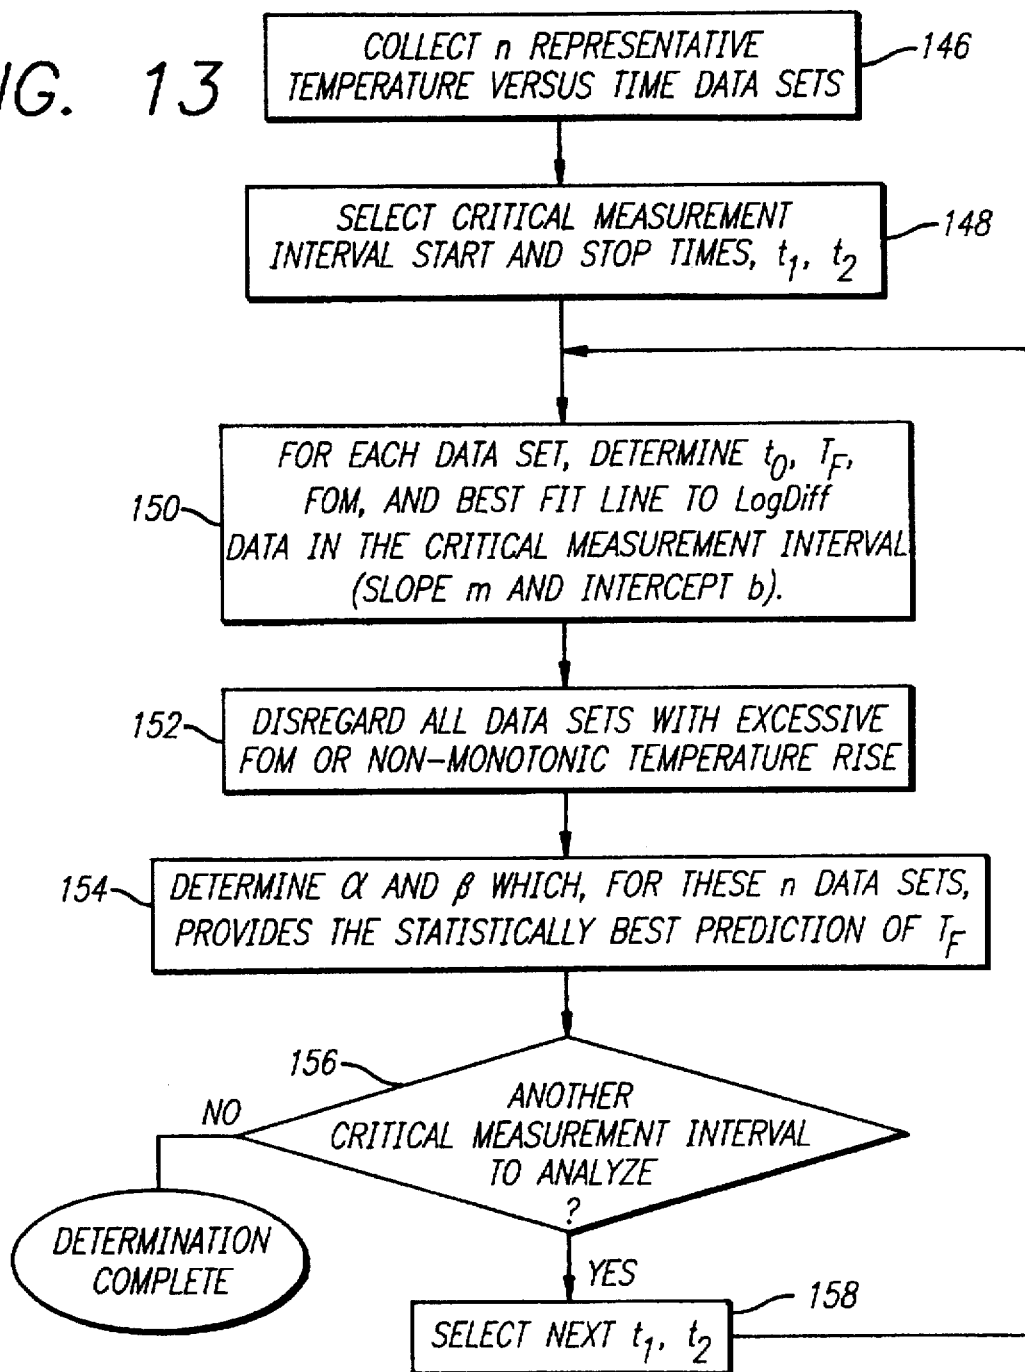 IG. 13
COLLECT n REPRESENTATIVE
TEMPERATURE VERSUS TIME DATA SETS
146
SELECT CRITICAL MEASUREMENT
INTERVAL START AND STOP TIMES, t1, t2
148
FOR EACH DATA SET, DETERMINE t0, TF,
FOM, AND BEST FIT LINE TO LogDiff
DATA IN THE CRITICAL MEASUREMENT INTERVAL
(SLOPE m AND INTERCEPT b).
150
DISREGARD ALL DATA SETS WITH EXCESSIVE
FOM OR NON-MONOTONIC TEMPERATURE RISE
152
DETERMINE α AND β WHICH, FOR THESE n DATA SETS,
PROVIDES THE STATISTICALLY BEST PREDICTION OF TF
154
156
ANOTHER
CRITICAL MEASUREMENT INTERVAL
TO ANALYZE
?
NO
DETERMINATION
COMPLETE
YES
SELECT NEXT t1, t2
158